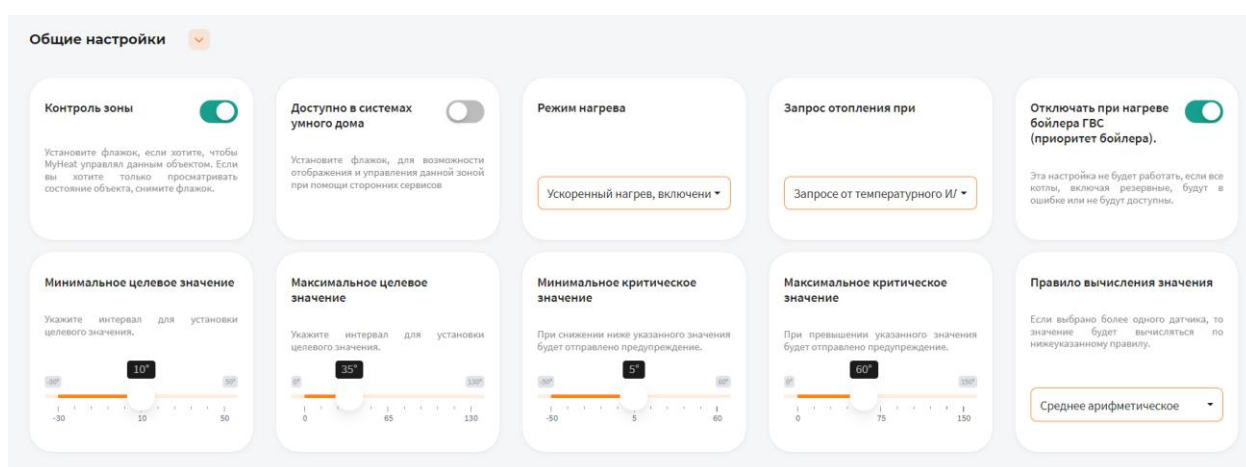 Общие настройки
Контроль зоны
Установите флажок, если хотите, чтобы
MyHeat управлял данным объектом. Если
вы хотите только просматривать
состояние объекта, снимите флажок.
Доступно в системах
умного дома
Установите флажок, для возможности
отображения и управления данной зоной
при помощи сторонних сервисов
Режим нагрева
Ускоренный нагрев, включени
Запрос отопления при
Запросе от температурного И/
Отключать при нагреве
бойлера ГВС
(приоритет бойлера).
Эта настройка не будет работать, если все
котлы, включая резервные, будут в
ошибке или не будут доступны.
Минимальное целевое значение
Укажите интервал для установки
целевого значения.
10°
-30° 50°
-30 10 50
Максимальное целевое
значение
Укажите интервал для установки
целевого значения.
35°
0° 130°
0 65 130
Минимальное критическое
значение
При снижении ниже указанного значения
будет отправлено предупреждение.
5°
-50° 60°
-50 5 60
Максимальное критическое
значение
При превышении указанного значения
будет отправлено предупреждение.
60°
0° 150°
0 75 150
Правило вычисления значения
Если выбрано более одного датчика, то
значение будет вычисляться по
нижеуказанному правилу.
Среднее арифметическое